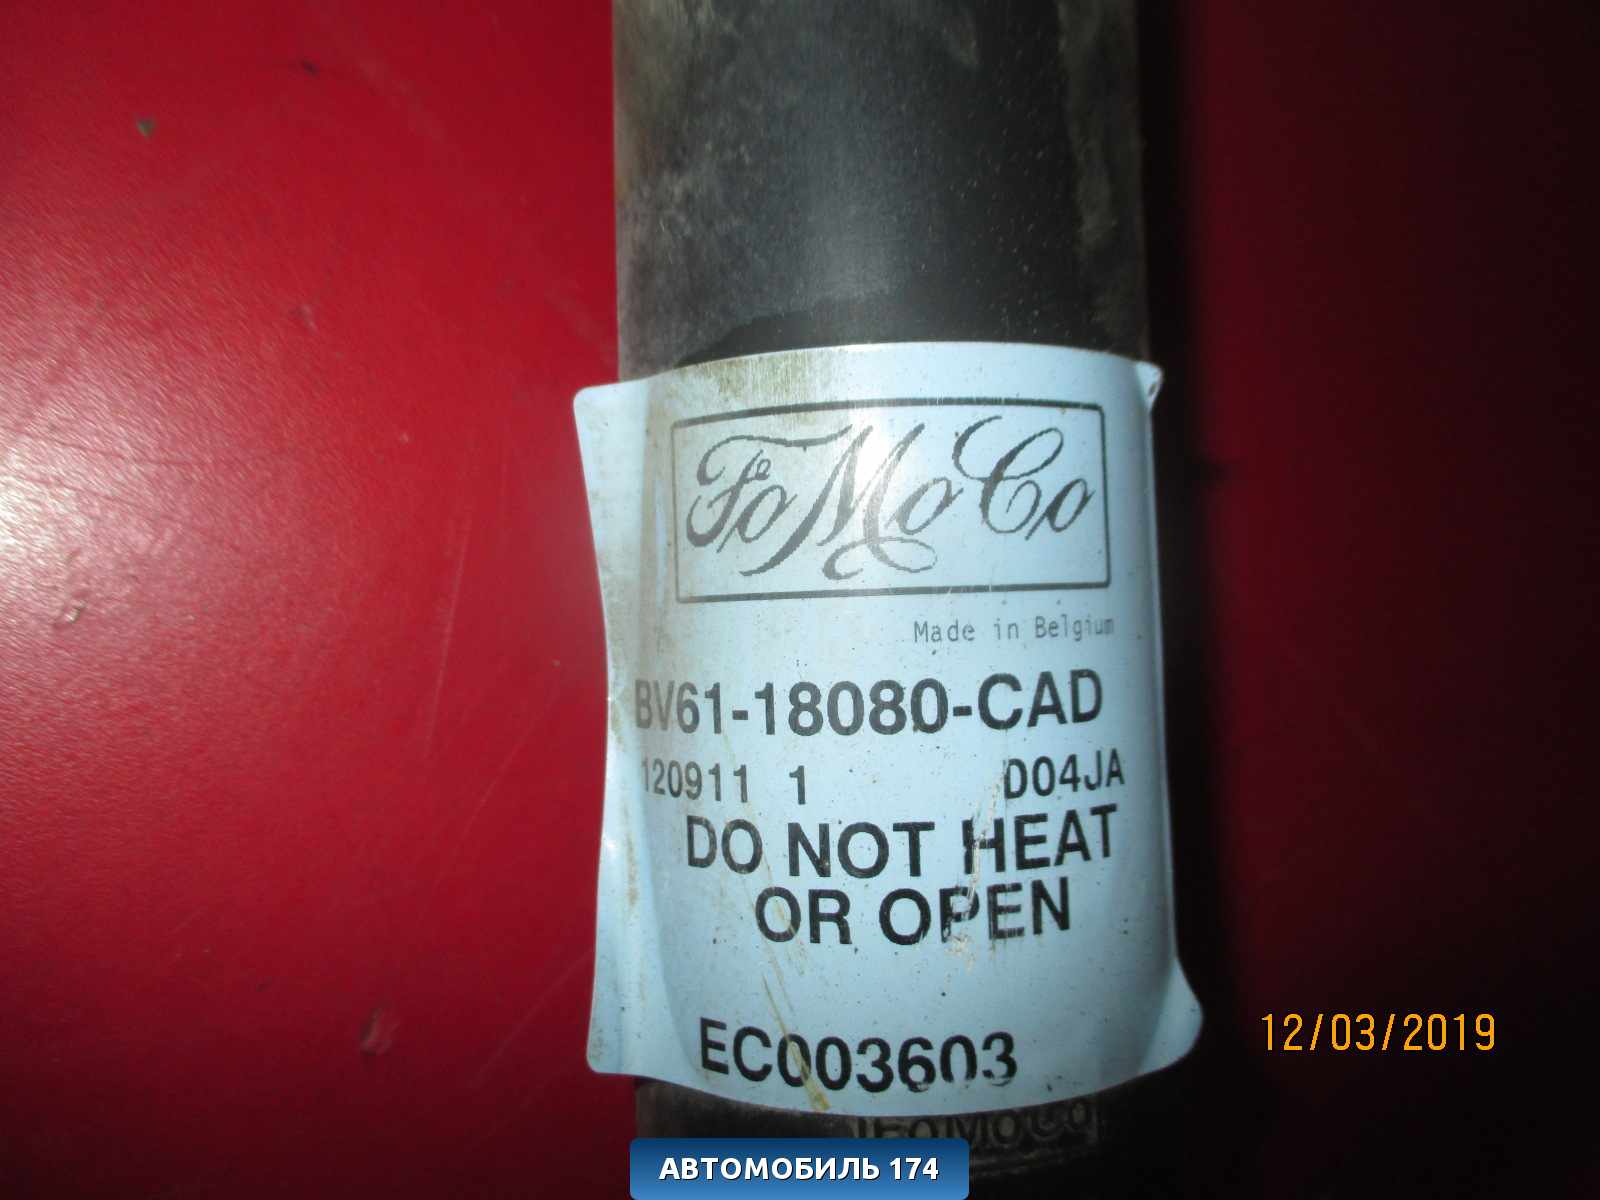 FoMoCo
Made in Belgium
BV61-18080-CAD
120911 1 D04JA
DO NOT HEAT
OR OPEN
EC003603
FOMOCO
12/03/2019
АВТОМОБИЛЬ 174